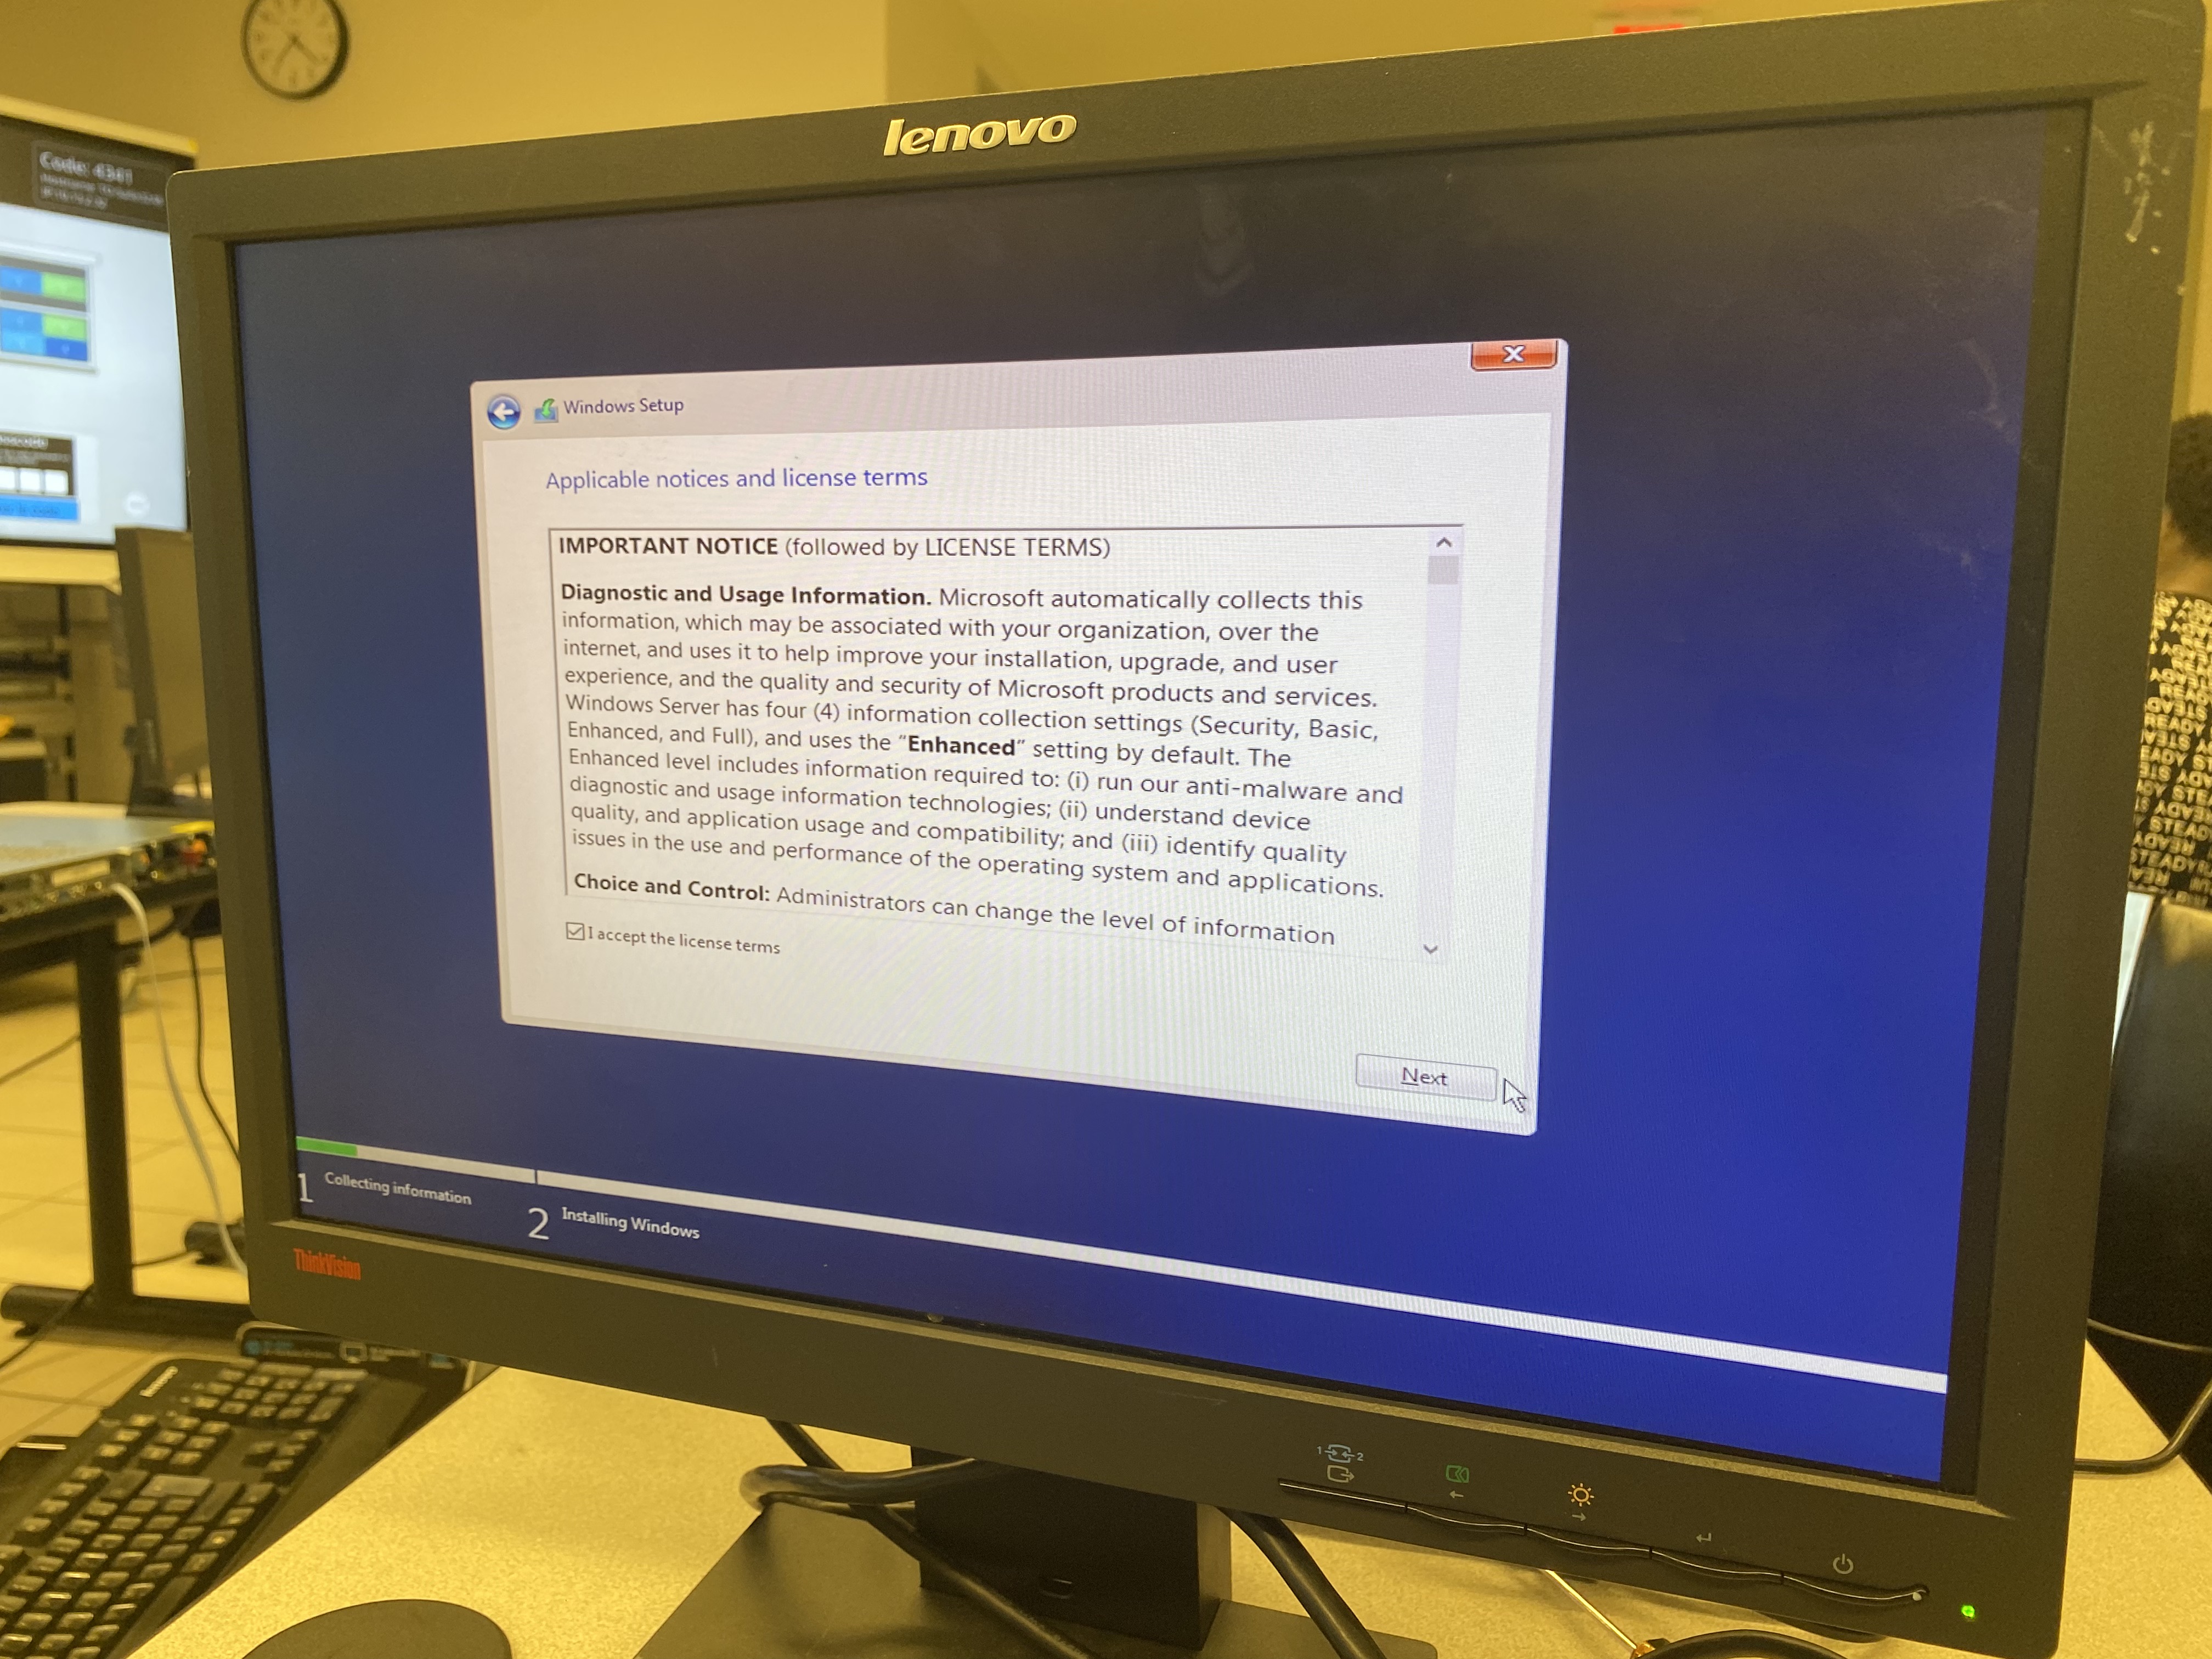 lenovo
Code: 4341
Windows Setup
Applicable notices and license terms
IMPORTANT NOTICE (followed by LICENSE TERMS)
Diagnostic and Usage Information. Microsoft automatically collects this
information, which may be associated with your organization, over the
internet, and uses it to help improve your installation, upgrade, and user
experience, and the quality and security of Microsoft products and services.
Windows Server has four (4) information collection settings (Security, Basic,
Enhanced, and Full), and uses the “Enhanced” setting by default. The
Enhanced level includes information required to: (i) run our anti-malware and
diagnostic and usage information technologies; (ii) understand device
quality, and application usage and compatibility; and (iii) identify quality
issues in the use and performance of the operating system and applications.
Choice and Control: Administrators can change the level of information
I accept the license terms
Next
1 Collecting information
2 Installing Windows
ThinkVision
1 2